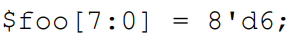 $foo[7:0] = 8'd6;